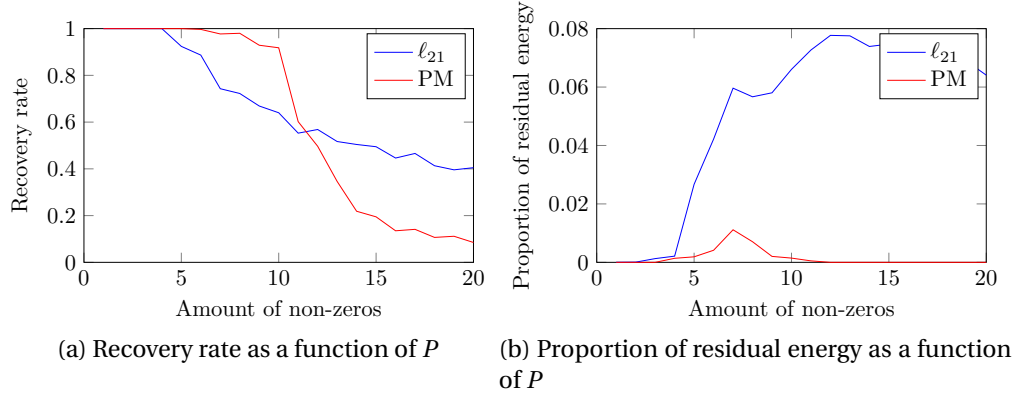 1
0.8
0.6
0.4
0.2
0
0 5 10 15 20
Recovery rate
Amount of non-zeros
ℓ21
PM
(a) Recovery rate as a function of P
0.08
0.06
0.04
0.02
0
0 5 10 15 20
Proportion of residual energy
Amount of non-zeros
ℓ21
PM
(b) Proportion of residual energy as a function
of P